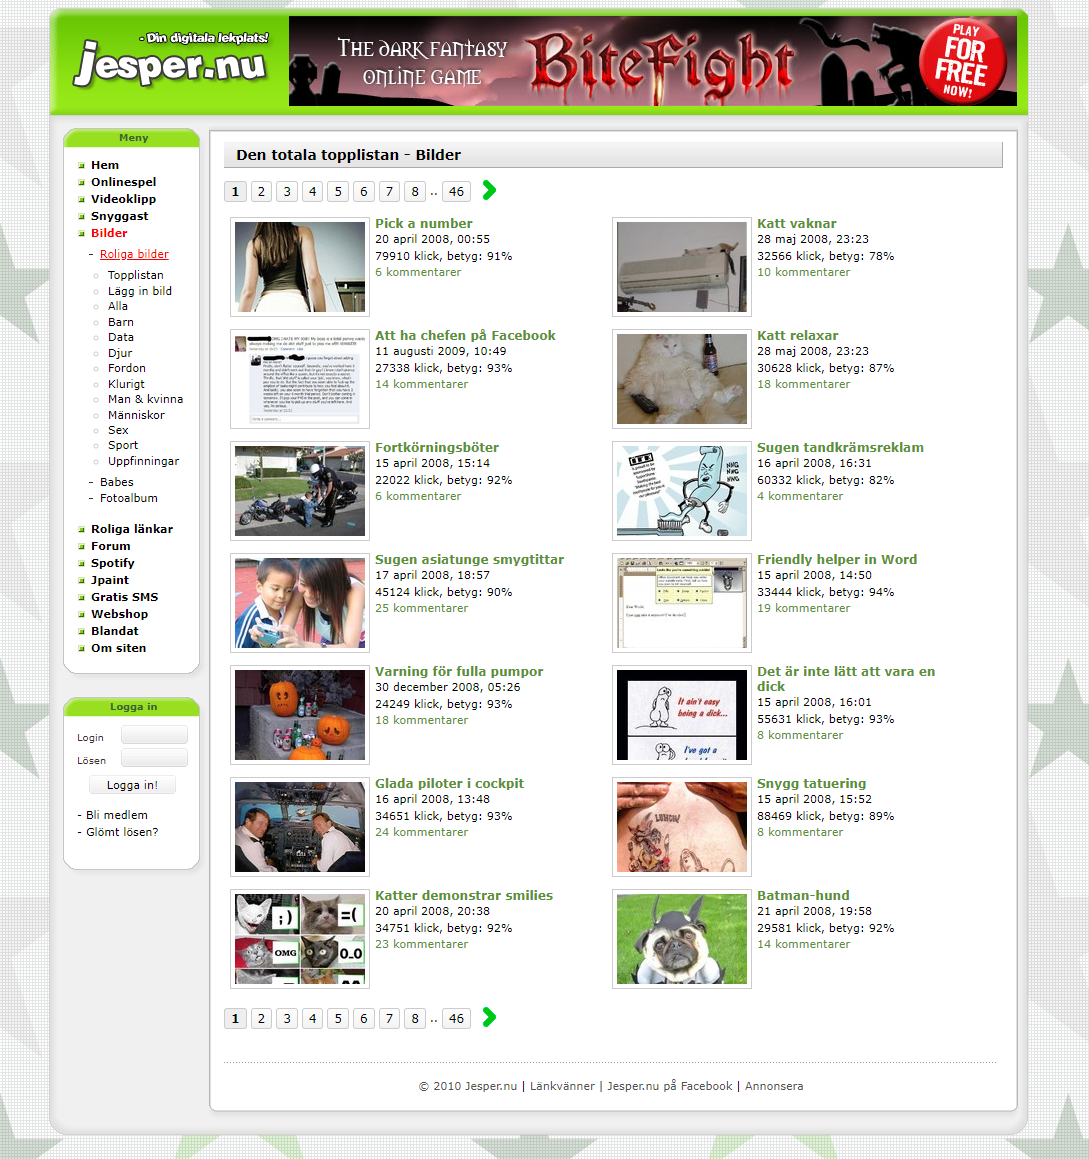 - Din digitala lekplats!
jesper.nu
THE DARK FANTASY
ONLINE GAME
BiteFight
PLAY
FOR
FREE
NOW!
Meny
Hem
Onlinespel
Videoklipp
Snyggast
Bilder
- Roliga bilder
Topplistan
Lägg in bild
Alla
Barn
Data
Djur
Fordon
Klurigt
Man & kvinna
Människor
Sex
Sport
Uppfinningar
- Babes
- Fotoalbum
Roliga länkar
Forum
Spotify
Jpaint
Gratis SMS
Webshop
Blandat
Om siten
Logga in
Login
Lösen
Logga in!
- Bli medlem
- Glömt lösen?
Den totala topplistan - Bilder
1 2 3 4 5 6 7 8 .. 46
Pick a number
20 april 2008, 00:55
79910 klick, betyg: 91%
6 kommentarer
Katt vaknar
28 maj 2008, 23:23
32566 klick, betyg: 78%
10 kommentarer
Att ha chefen på Facebook
11 augusti 2009, 10:49
27338 klick, betyg: 93%
14 kommentarer
Katt relaxar
28 maj 2008, 23:23
30628 klick, betyg: 87%
18 kommentarer
Fortkörningsböter
15 april 2008, 15:14
22022 klick, betyg: 92%
6 kommentarer
NHG
NHG
NHG
Sugen tandkrämsreklam
16 april 2008, 16:31
60332 klick, betyg: 82%
4 kommentarer
Sugen asiatunge smygtittar
17 april 2008, 18:57
45124 klick, betyg: 90%
25 kommentarer
Friendly helper in Word
15 april 2008, 14:50
33444 klick, betyg: 94%
19 kommentarer
Varning för fulla pumpor
30 december 2008, 05:26
24249 klick, betyg: 93%
18 kommentarer
It ain't easy
being a dick...
I've got a
Det är inte lätt att vara en
dick
15 april 2008, 16:01
55631 klick, betyg: 93%
8 kommentarer
Glada piloter i cockpit
16 april 2008, 13:48
34651 klick, betyg: 93%
24 kommentarer
Snygg tatuering
15 april 2008, 15:52
88469 klick, betyg: 89%
8 kommentarer
;)
=(
OMG
O_O
Katter demonstrar smilies
20 april 2008, 20:38
34751 klick, betyg: 92%
23 kommentarer
Batman-hund
21 april 2008, 19:58
29581 klick, betyg: 92%
14 kommentarer
1 2 3 4 5 6 7 8 .. 46
© 2010 Jesper.nu | Länkvänner | Jesper.nu på Facebook | Annonsera